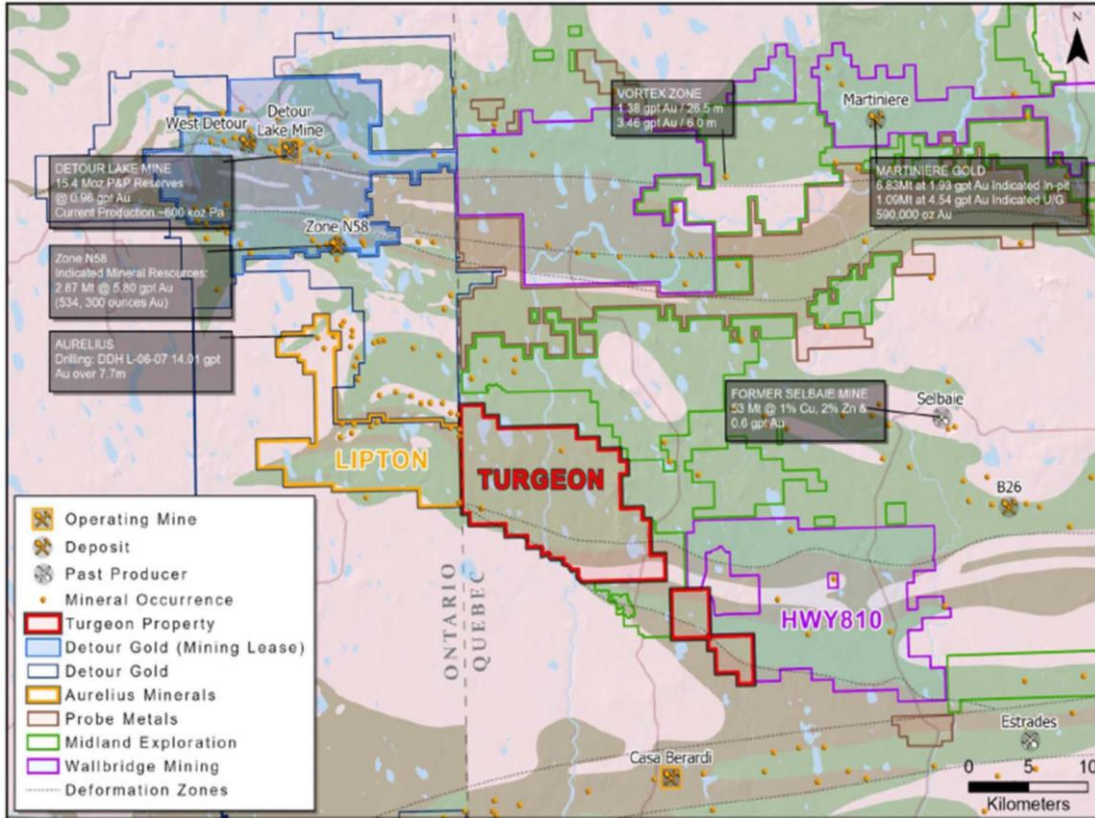 N
VORTEX ZONE
1.38 gpt Au / 26.5 m
3.46 gpt Au / 6.0 m
Martiniere
West Detour
Detour
Lake Mine
DETOUR LAKE MINE
15.4 Moz P&P Reserves
@ 0.96 gpt Au
Current Production ~600 koz Pa
MARTINIERE GOLD
6.83Mt at 1.93 gpt Au Indicated In-pit
1.09Mt at 4.54 gpt Au Indicated U/G
590,000 oz Au
Zone N58
Zone N58
Indicated Mineral Resources:
2.87 Mt @ 5.80 gpt Au
(534, 300 ounces Au)
AURELIUS
Drilling: DDH L-06-07 14.01 gpt
Au over 7.7m
FORMER SELBAIE MINE
53 Mt @ 1% Cu, 2% Zn &
0.6 gpt Au
Selbaie
LIPTON
TURGEON
B26
ONTARIO
QUEBEC
HWY810
Casa Berardi
Estrades
Operating Mine
Deposit
Past Producer
Mineral Occurrence
Turgeon Property
Detour Gold (Mining Lease)
Detour Gold
Aurelius Minerals
Probe Metals
Midland Exploration
Wallbridge Mining
Deformation Zones
0 5 10
Kilometers